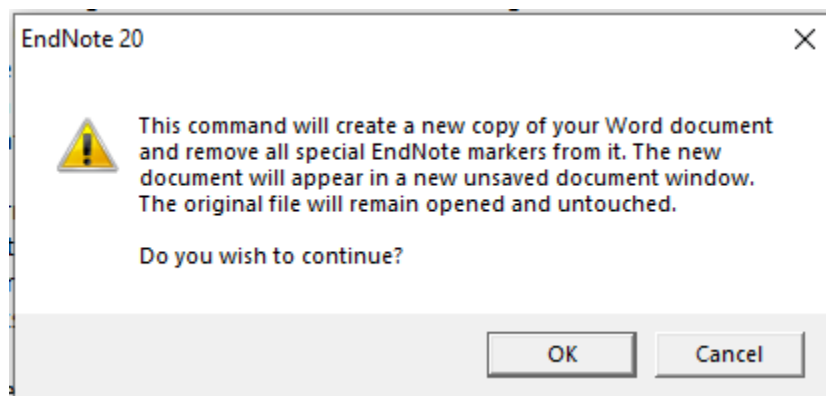 EndNote 20
This command will create a new copy of your Word document
and remove all special EndNote markers from it. The new
document will appear in a new unsaved document window.
The original file will remain opened and untouched.
Do you wish to continue?
OK
Cancel